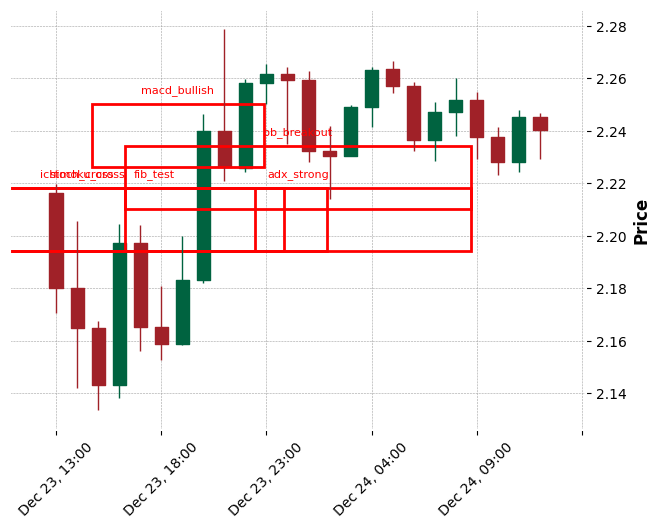 macd_bullish
bb_breakout
fib_test
adx_strong
2.28
2.26
2.24
2.22
2.20
2.18
2.16
2.14
Price
Dec 23, 13:00
Dec 23, 18:00
Dec 23, 23:00
Dec 24, 04:00
Dec 24, 09:00